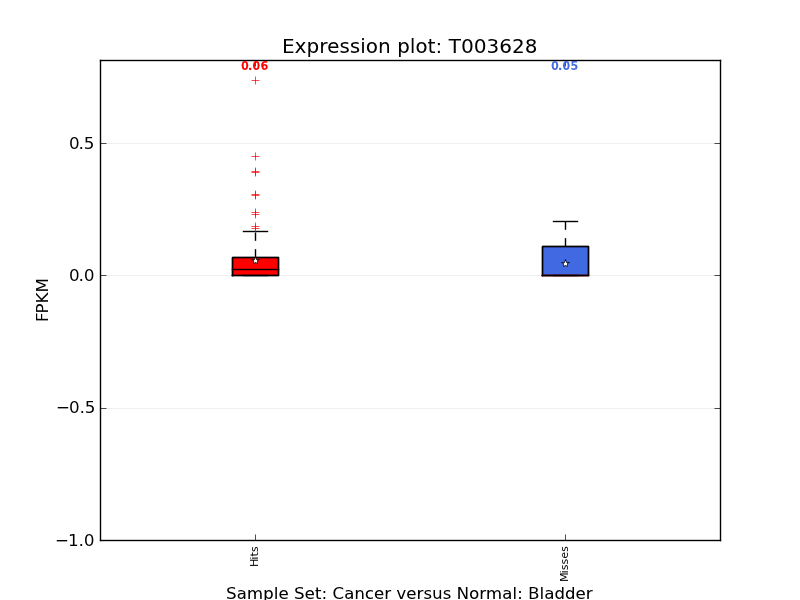 Expression plot: T003628
0.06
0.05
0.5
0.0
−0.5
−1.0
FPKM
Hits
Misses
Sample Set: Cancer versus Normal: Bladder